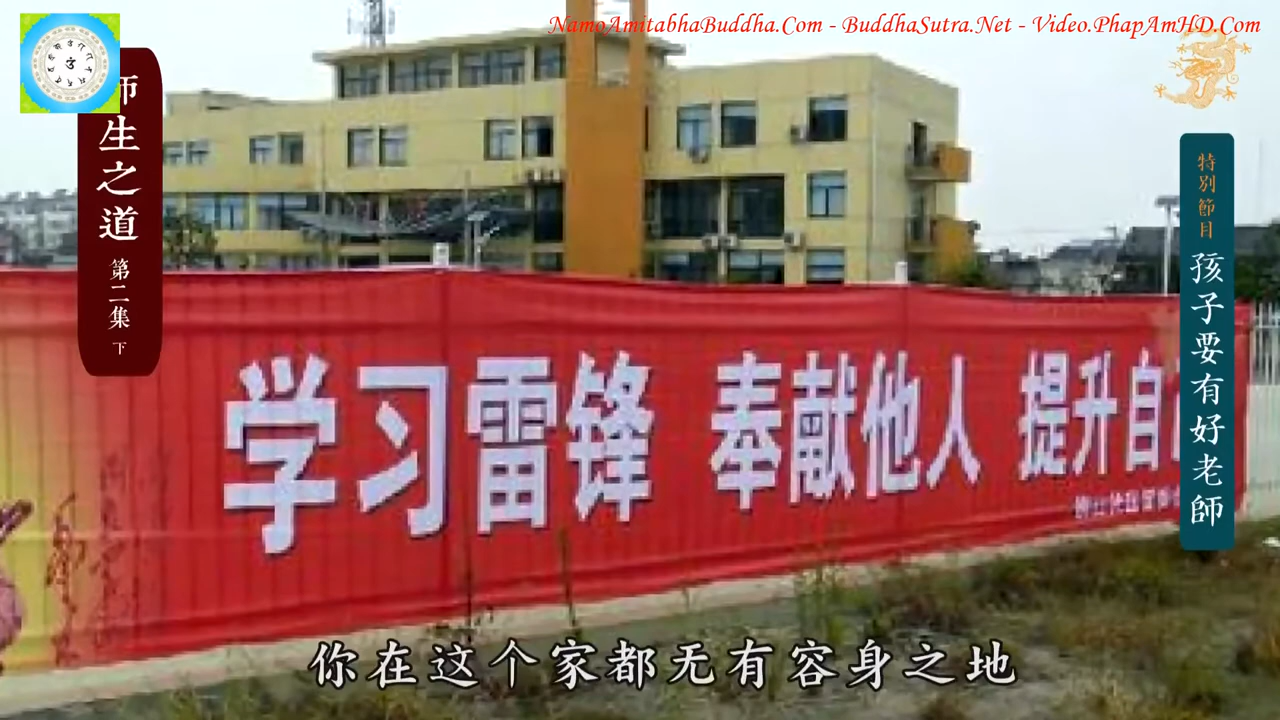 NamoAmitabhaBuddha.Com - BuddhaSutra.Net - Video.PhapAmHD.Com
师生之道
第二集
下
特別節目
孩子要有好老師
学习雷锋 奉献他人 提升自
你在这个家都无有容身之地